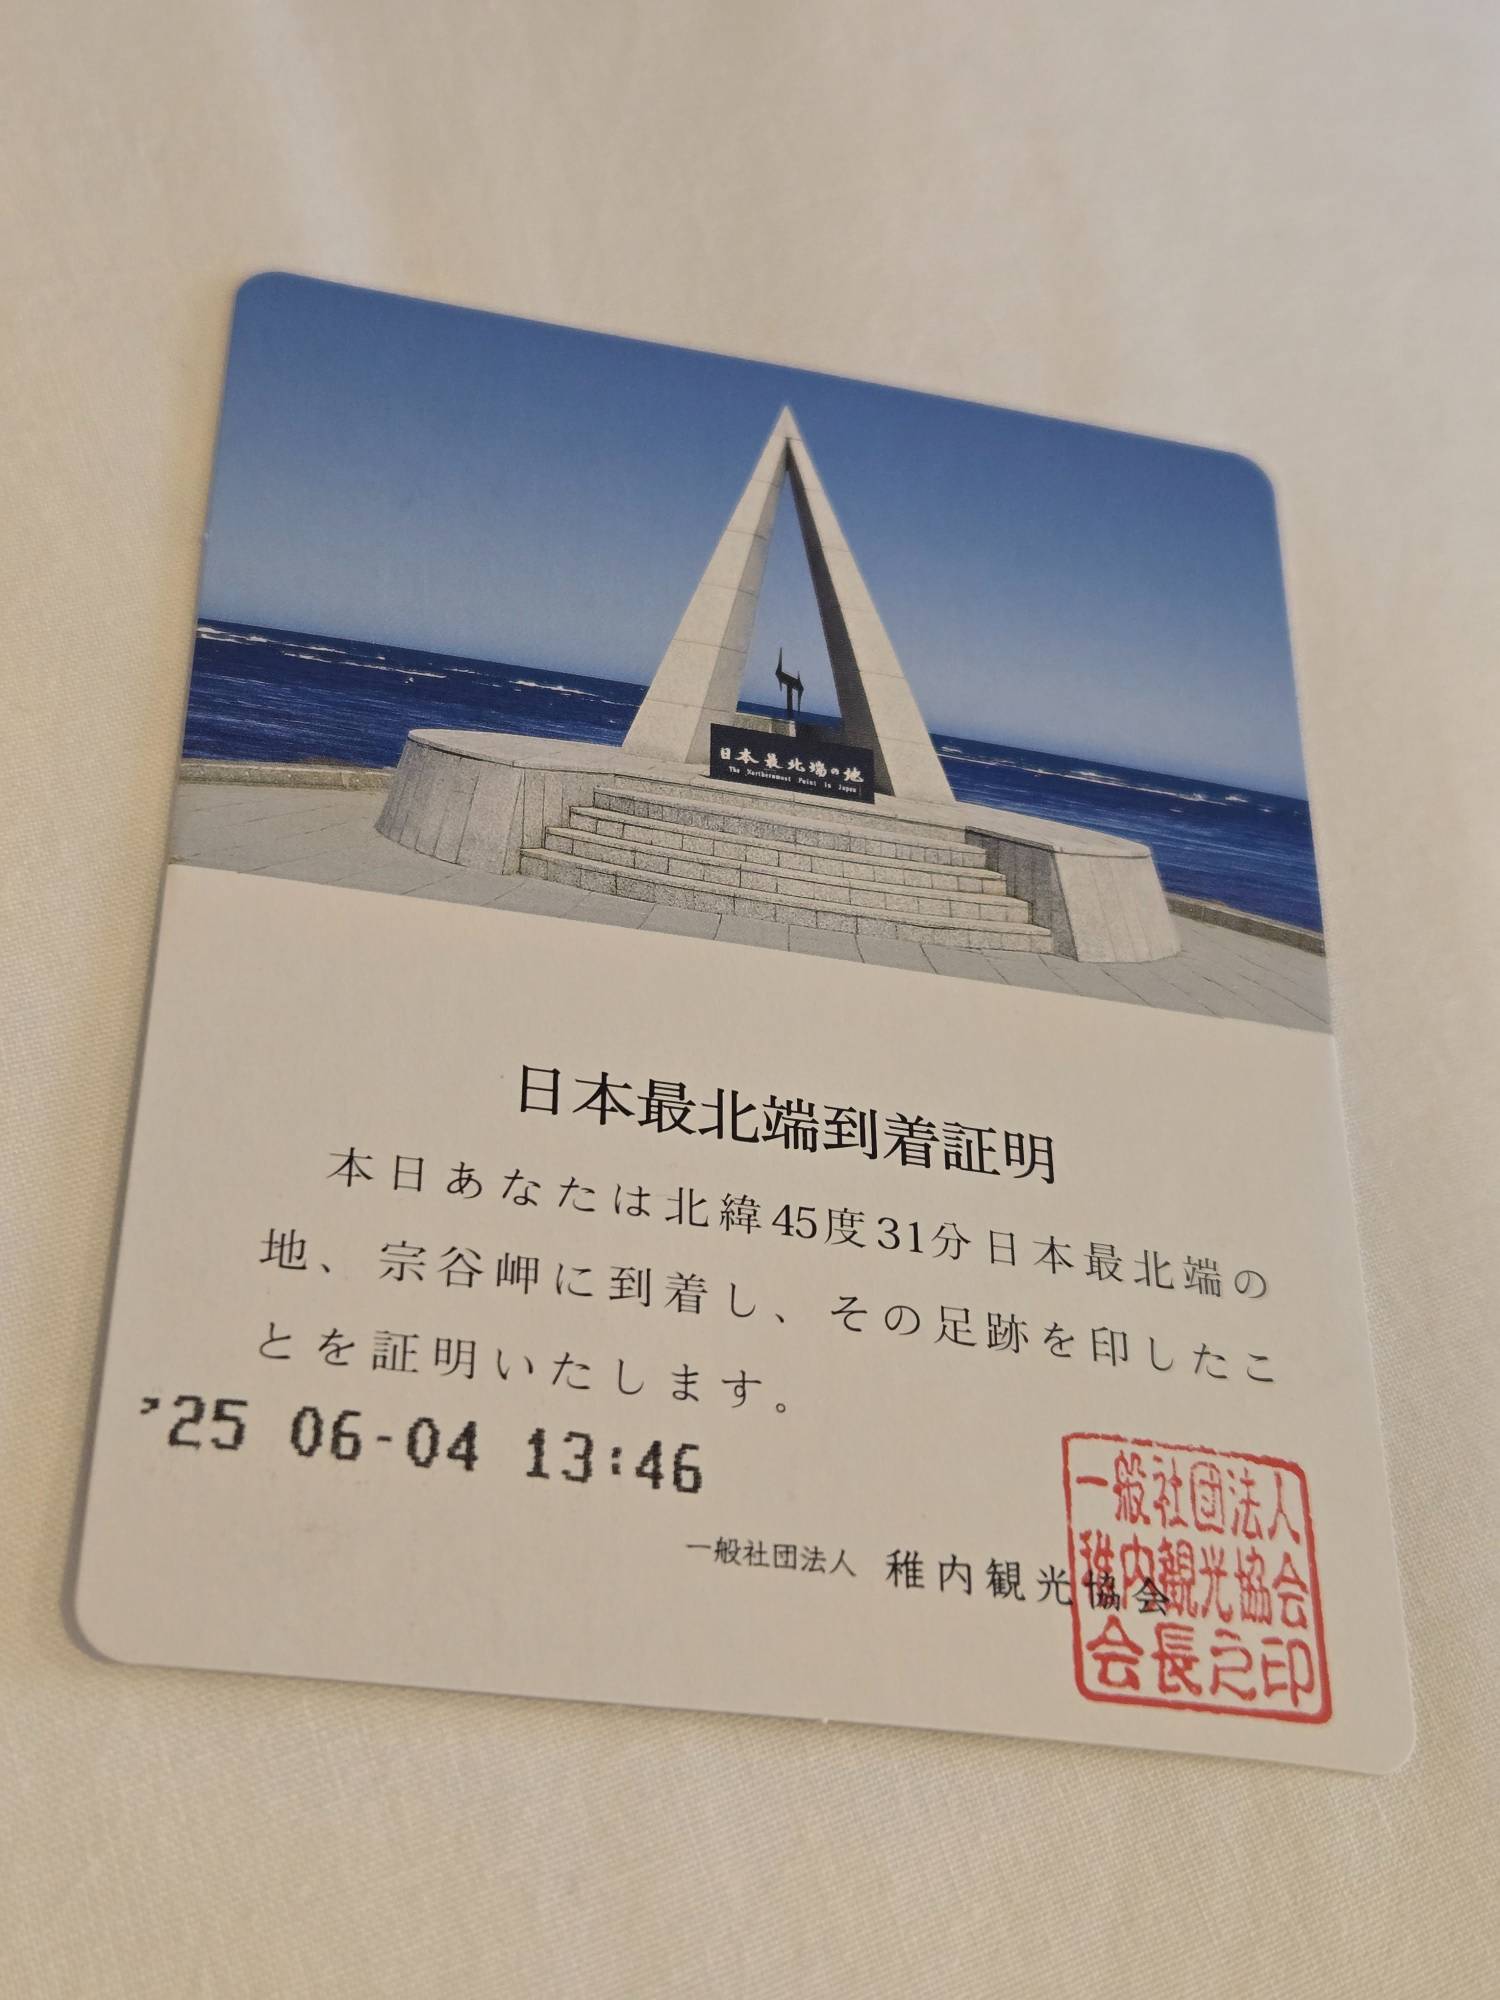 日本最北端の地
The Northernmost Point in Japan
日本最北端到着証明
本日あなたは北緯45度31分日本最北端の
地、宗谷岬に到着し、その足跡を印したこ
とを証明いたします。
'25 06-04 13:46
一般社団法人 稚内観光協会
一般社団法人
稚内観光協会
会長之印